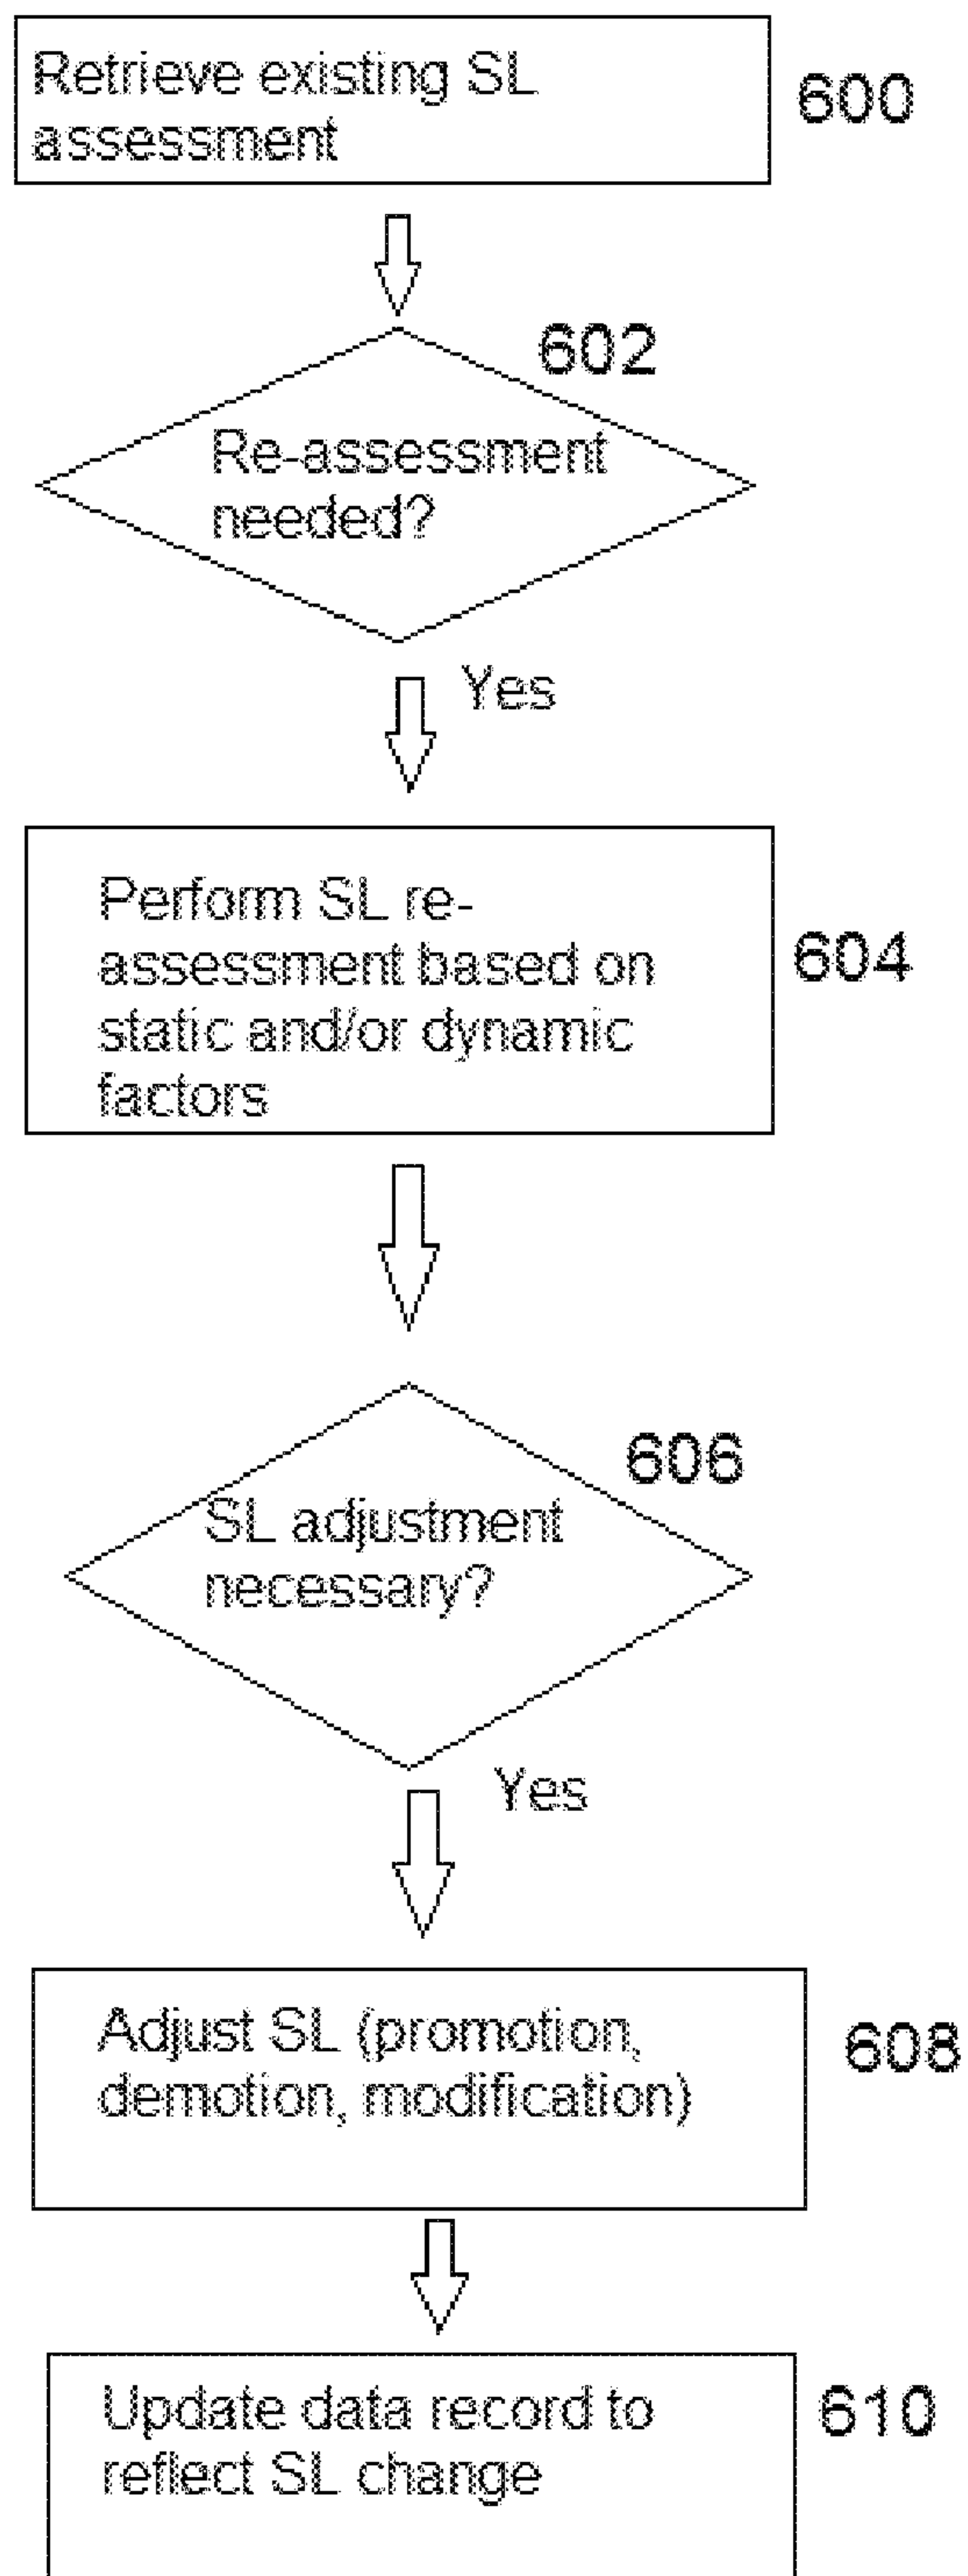 Retrieve existing SL
assessment
600
602
Re-assessment
needed?
Yes
Perform SL re-
assessment based on
static and/or dynamic
factors
604
606
SL adjustment
necessary?
Yes
Adjust SL (promotion,
demotion, modification)
608
Update data record to
reflect SL change
610